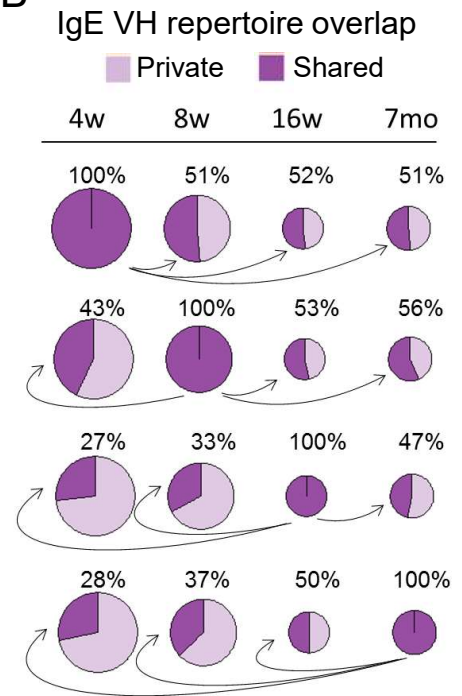 IgE VH repertoire overlap
Private Shared
4w 8w 16w 7mo
100% 51% 52% 51%
43% 100% 53% 56%
27% 33% 100% 47%
28% 37% 50% 100%